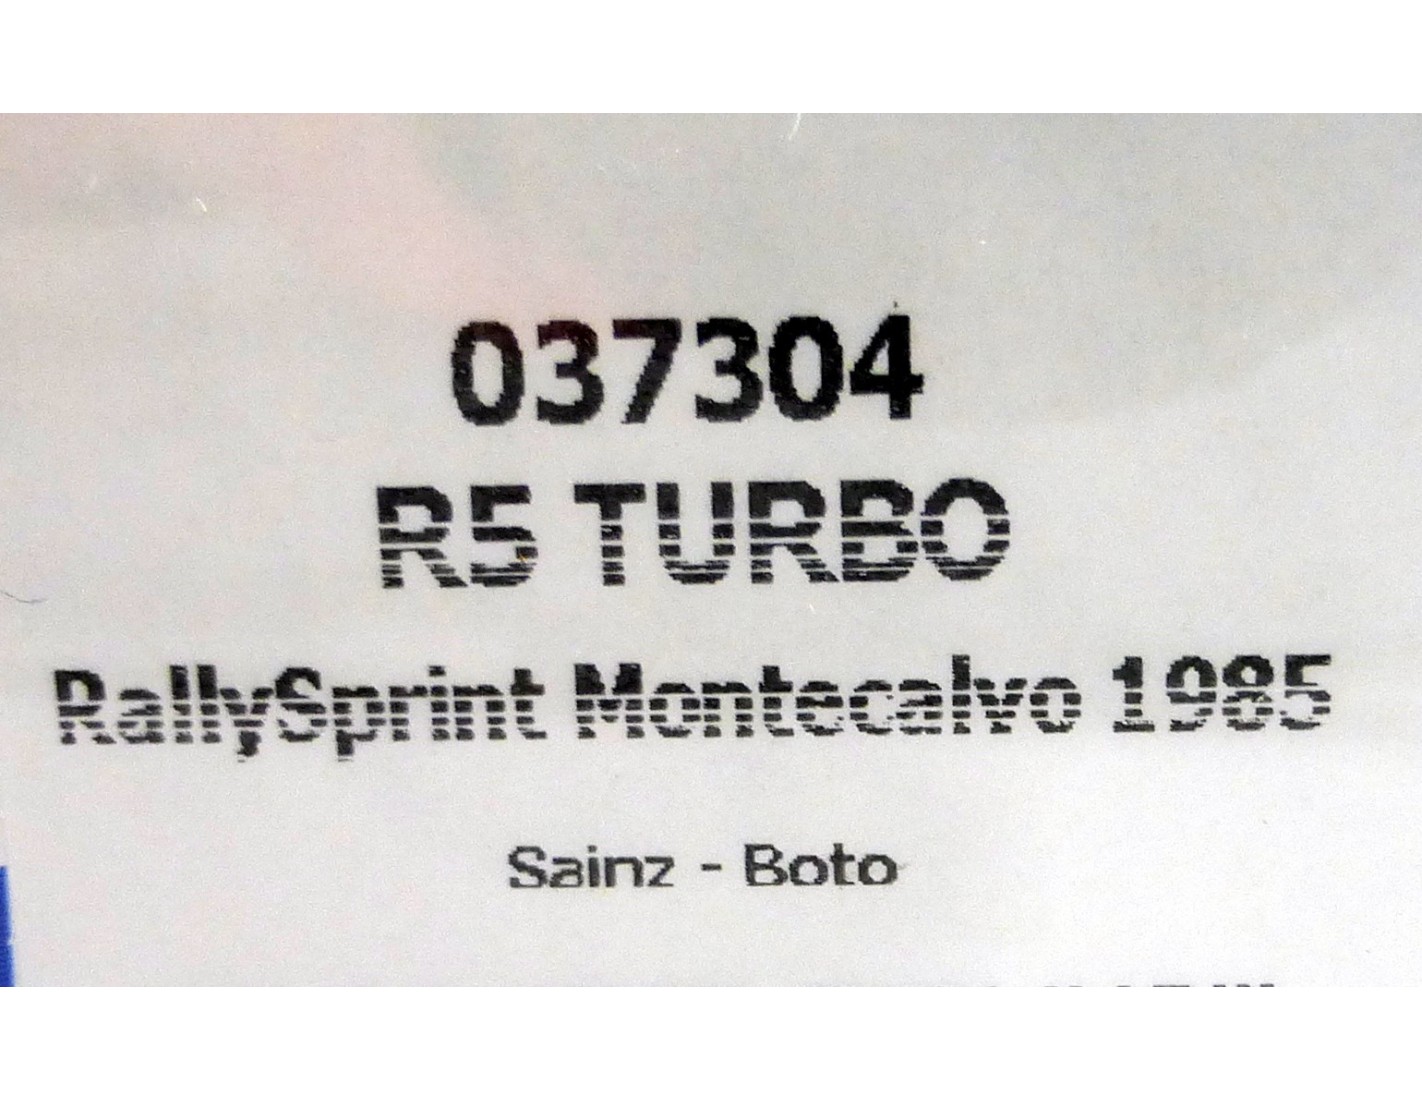 037304
R5 TURBO
RallySprint Montecalvo 1985
Sainz - Boto